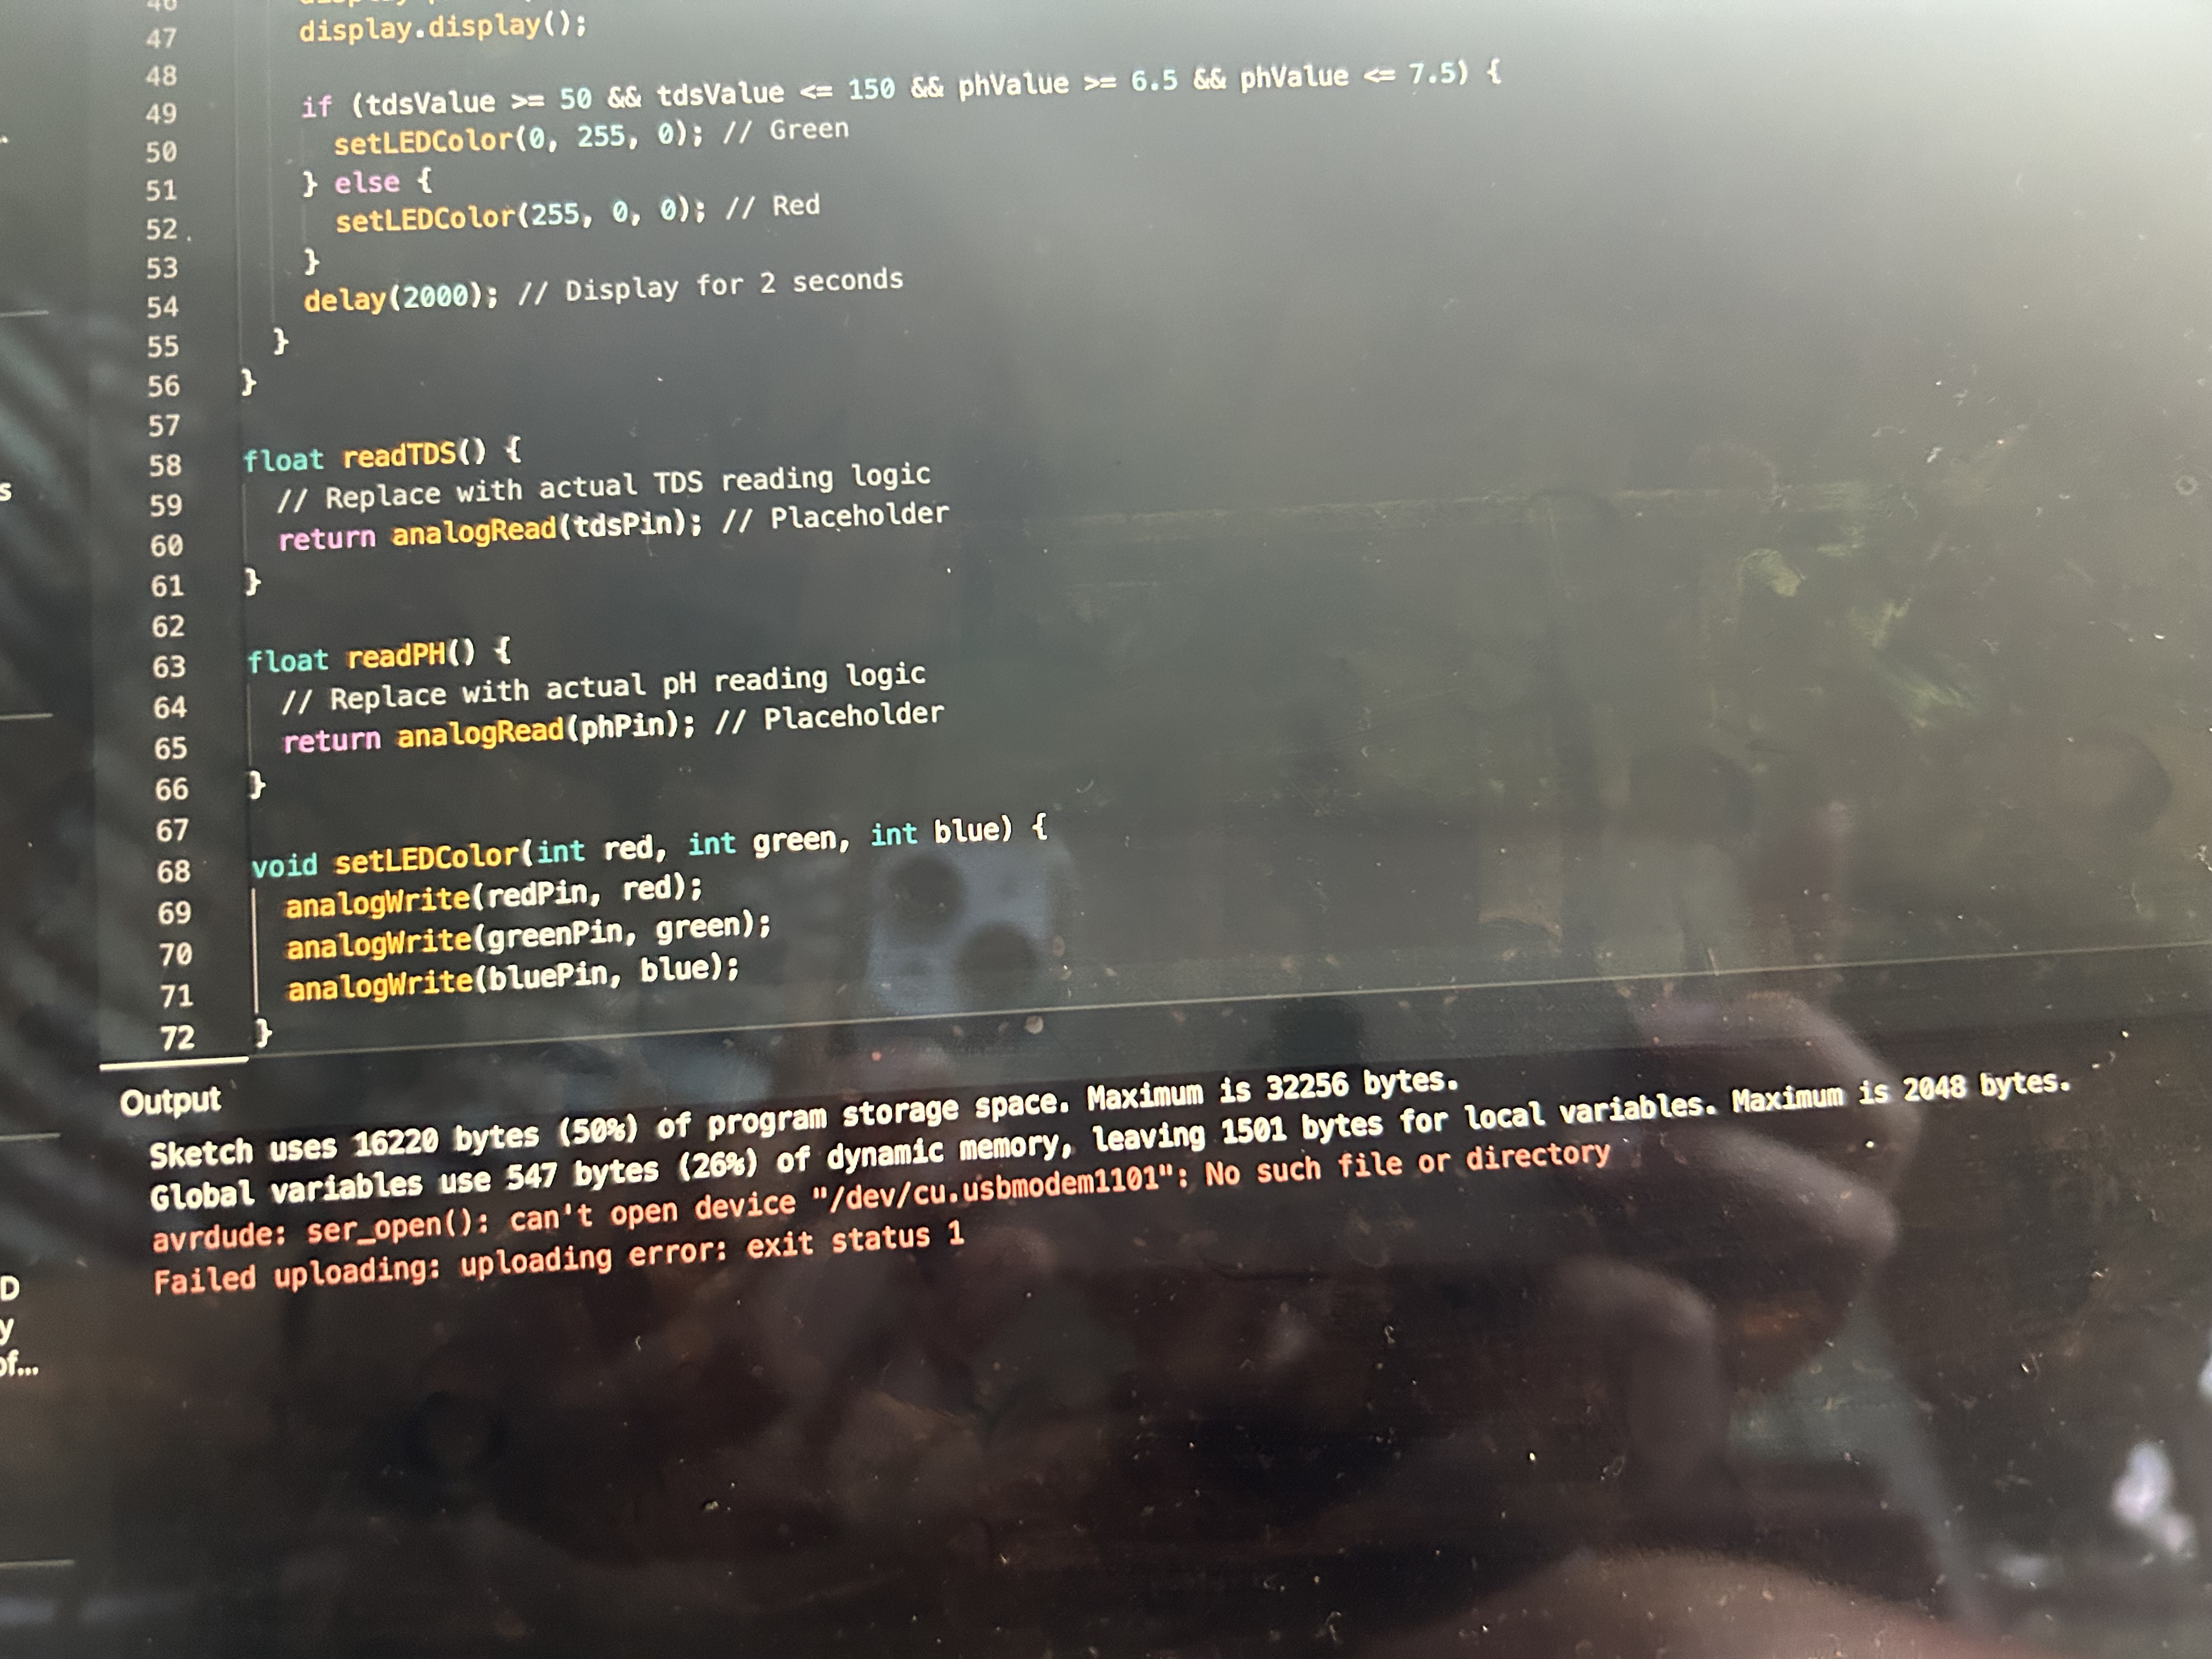 47 display.display();
48
49 if (tdsValue >= 50 && tdsValue <= 150 && phValue >= 6.5 && phValue <= 7.5) {
50 setLEDColor(0, 255, 0); // Green
51 } else {
52 setLEDColor(255, 0, 0); // Red
53 }
54 delay(2000); // Display for 2 seconds
55 }
56 }
57
58 float readTDS() {
59 // Replace with actual TDS reading logic
60 return analogRead(tdsPin); // Placeholder
61 }
62
63 float readPH() {
64 // Replace with actual pH reading logic
65 return analogRead(phPin); // Placeholder
66 }
67
68 void setLEDColor(int red, int green, int blue) {
69 analogWrite(redPin, red);
70 analogWrite(greenPin, green);
71 analogWrite(bluePin, blue);
72 }
Output
Sketch uses 16220 bytes (50%) of program storage space. Maximum is 32256 bytes.
Global variables use 547 bytes (26%) of dynamic memory, leaving 1501 bytes for local variables. Maximum is 2048 bytes.
avrdude: ser_open(): can't open device "/dev/cu.usbmodem1101": No such file or directory
Failed uploading: uploading error: exit status 1